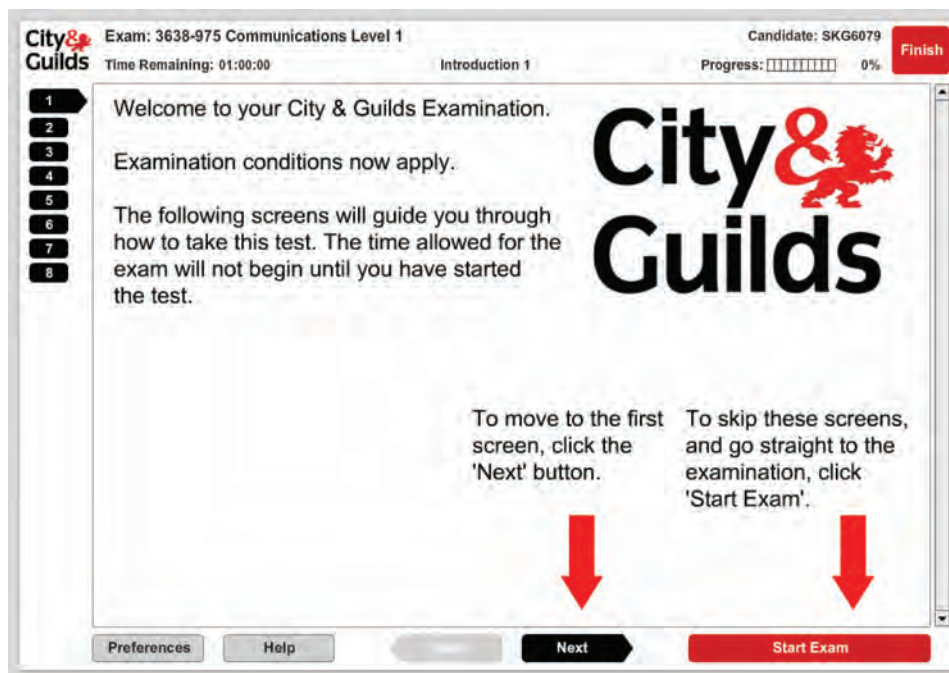 City&
Guilds
Exam: 3638-975 Communications Level 1
Candidate: SKG6079
Finish
Time Remaining: 01:00:00
Introduction 1
Progress:
0%
1
2
3
4
5
6
7
8
Welcome to your City & Guilds Examination.
Examination conditions now apply.
The following screens will guide you through
how to take this test. The time allowed for the
exam will not begin until you have started
the test.
City&
Guilds
To move to the first
screen, click the
'Next' button.
To skip these screens,
and go straight to the
examination, click
'Start Exam'.
Preferences
Help
Next
Start Exam